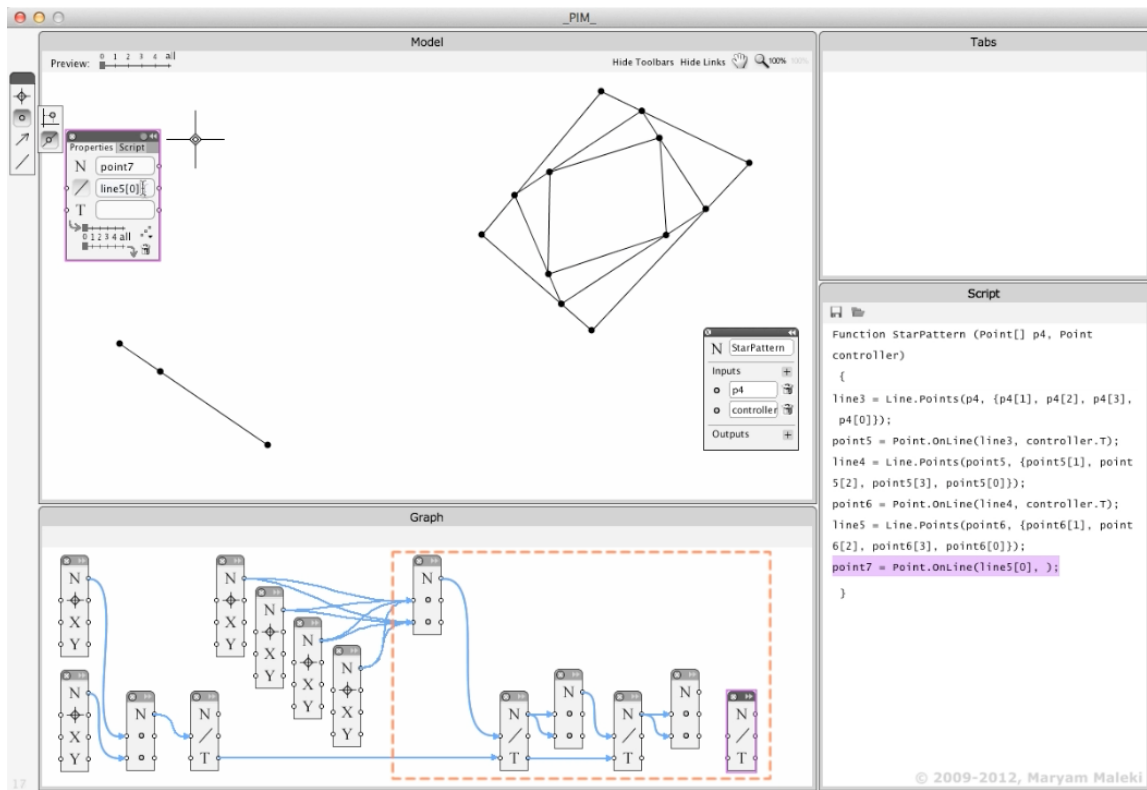 _PIM_
Model
Tabs
Preview: 0 1 2 3 4 all
Hide Toolbars Hide Links 100% 100%
Properties Script
N point7
line5[0]
T
0 1 2 3 4 all
N StarPattern
Inputs +
p4
controller
Outputs +
Script
Function StarPattern (Point[] p4, Point
controller)
{
line3 = Line.Points(p4, {p4[1], p4[2], p4[3],
p4[0]});
point5 = Point.OnLine(line3, controller.T);
line4 = Line.Points(point5, {point5[1], point
5[2], point5[3], point5[0]});
point6 = Point.OnLine(line4, controller.T);
line5 = Line.Points(point6, {point6[1], point
6[2], point6[3], point6[0]});
point7 = Point.OnLine(line5[0], );
}
Graph
N
X
Y
N
X
Y
N
N
T
N
X
Y
N
X
Y
N
X
Y
N
X
Y
N
N
T
N
N
T
N
N
T
17
© 2009-2012, Maryam Maleki